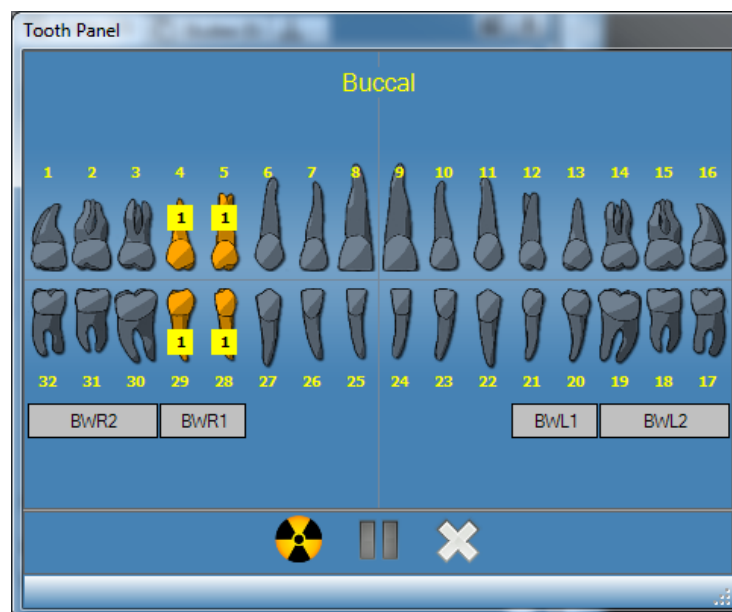 Tooth Panel
Buccal
1 2 3 4 5 6 7 8 9 10 11 12 13 14 15 16
1 1
1 1
32 31 30 29 28 27 26 25 24 23 22 21 20 19 18 17
BWR2 BWR1 BWL1 BWL2